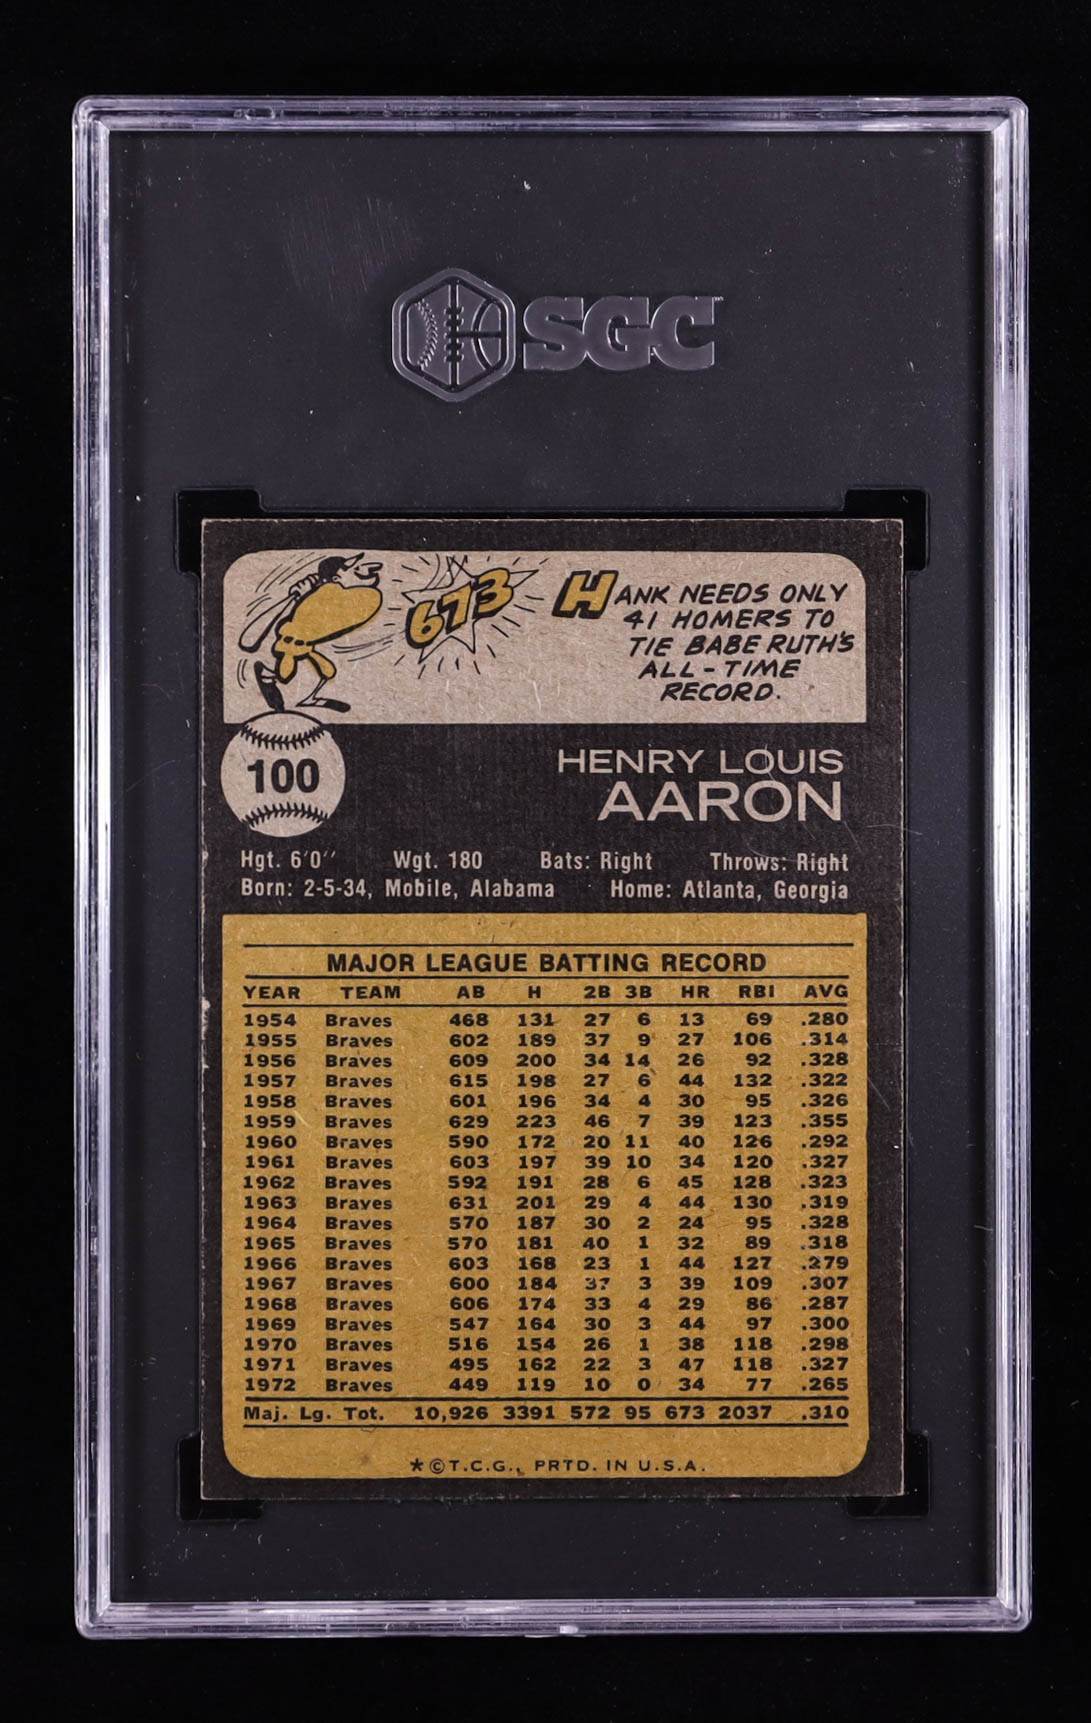 SGC
673
HANK NEEDS ONLY
41 HOMERS TO
TIE BABE RUTH'S
ALL-TIME
RECORD.
100
HENRY LOUIS
AARON
Hgt. 6'0'' Wgt. 180 Bats: Right Throws: Right
Born: 2-5-34, Mobile, Alabama Home: Atlanta, Georgia
MAJOR LEAGUE BATTING RECORD
YEAR TEAM AB H 2B 3B HR RBI AVG
1954 Braves 468 131 27 6 13 69 .280
1955 Braves 602 189 37 9 27 106 .314
1956 Braves 609 200 34 14 26 92 .328
1957 Braves 615 198 27 6 44 132 .322
1958 Braves 601 196 34 4 30 95 .326
1959 Braves 629 223 46 7 39 123 .355
1960 Braves 590 172 20 11 40 126 .292
1961 Braves 603 197 39 10 34 120 .327
1962 Braves 592 191 28 6 45 128 .323
1963 Braves 631 201 29 4 44 130 .319
1964 Braves 570 187 30 2 24 95 .328
1965 Braves 570 181 40 1 32 89 .318
1966 Braves 603 168 23 1 44 127 .279
1967 Braves 600 184 37 3 39 109 .307
1968 Braves 606 174 33 4 29 86 .287
1969 Braves 547 164 30 3 44 97 .300
1970 Braves 516 154 26 1 38 118 .298
1971 Braves 495 162 22 3 47 118 .327
1972 Braves 449 119 10 0 34 77 .265
Maj. Lg. Tot. 10,926 3391 572 95 673 2037 .310
*©T.C.G., PRTD. IN U.S.A.